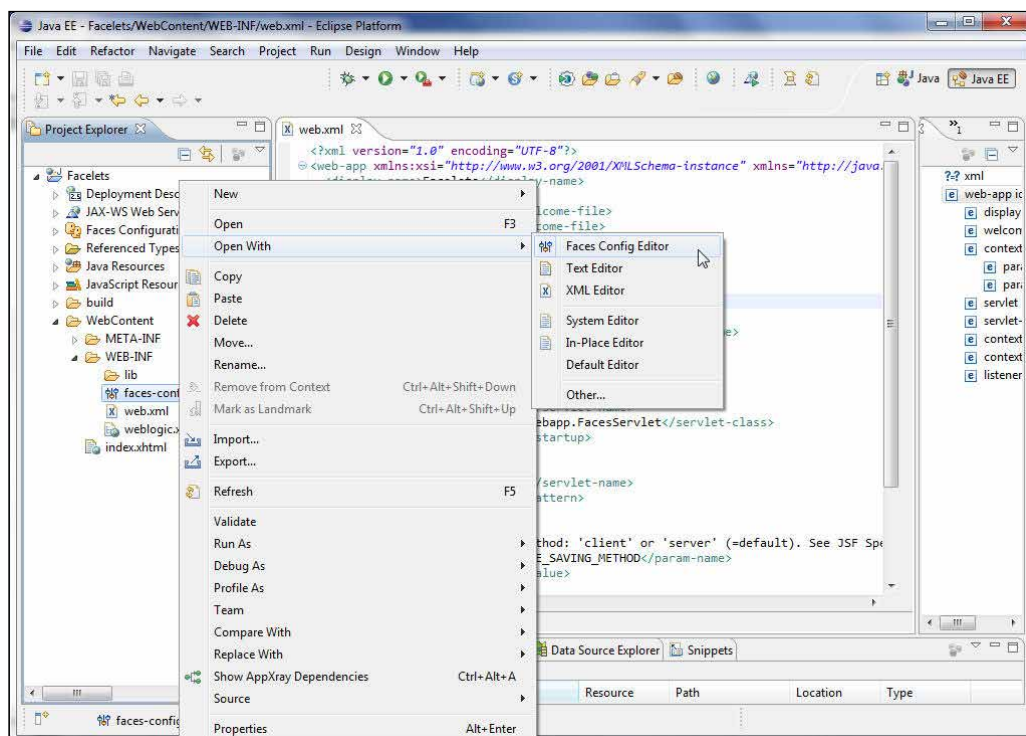 Java EE - Facelets/WebContent/WEB-INF/web.xml - Eclipse Platform
File Edit Refactor Navigate Search Project Run Design Window Help
Java Java EE
Project Explorer
web.xml
1
Facelets
Deployment Desc
JAX-WS Web Serv
Faces Configurati
Referenced Types
Java Resources
JavaScript Resour
build
WebContent
META-INF
WEB-INF
lib
faces-conf
web.xml
weblogic.x
index.xhtml
<?xml version="1.0" encoding="UTF-8"?>
<web-app xmlns:xsi="http://www.w3.org/2001/XMLSchema-instance" xmlns="http://java.
lcome-file>
come-file>
e>
ebapp.FacesServlet</servlet-class>
startup>
/servlet-name>
attern>
thod: 'client' or 'server' (=default). See JSF Spe
E_SAVING_METHOD</param-name>
alue>
New
Open F3
Open With
Copy
Paste
Delete
Move...
Rename...
Remove from Context Ctrl+Alt+Shift+Down
Mark as Landmark Ctrl+Alt+Shift+Up
Import...
Export...
Refresh F5
Validate
Run As
Debug As
Profile As
Team
Compare With
Replace With
Show AppXray Dependencies Ctrl+Alt+A
Source
Properties Alt+Enter
Faces Config Editor
Text Editor
XML Editor
System Editor
In-Place Editor
Default Editor
Other...
?=? xml
web-app ic
display
welcon
context
para
para
servlet
servlet-
context
context
listener
Data Source Explorer Snippets
Resource Path Location Type
faces-config